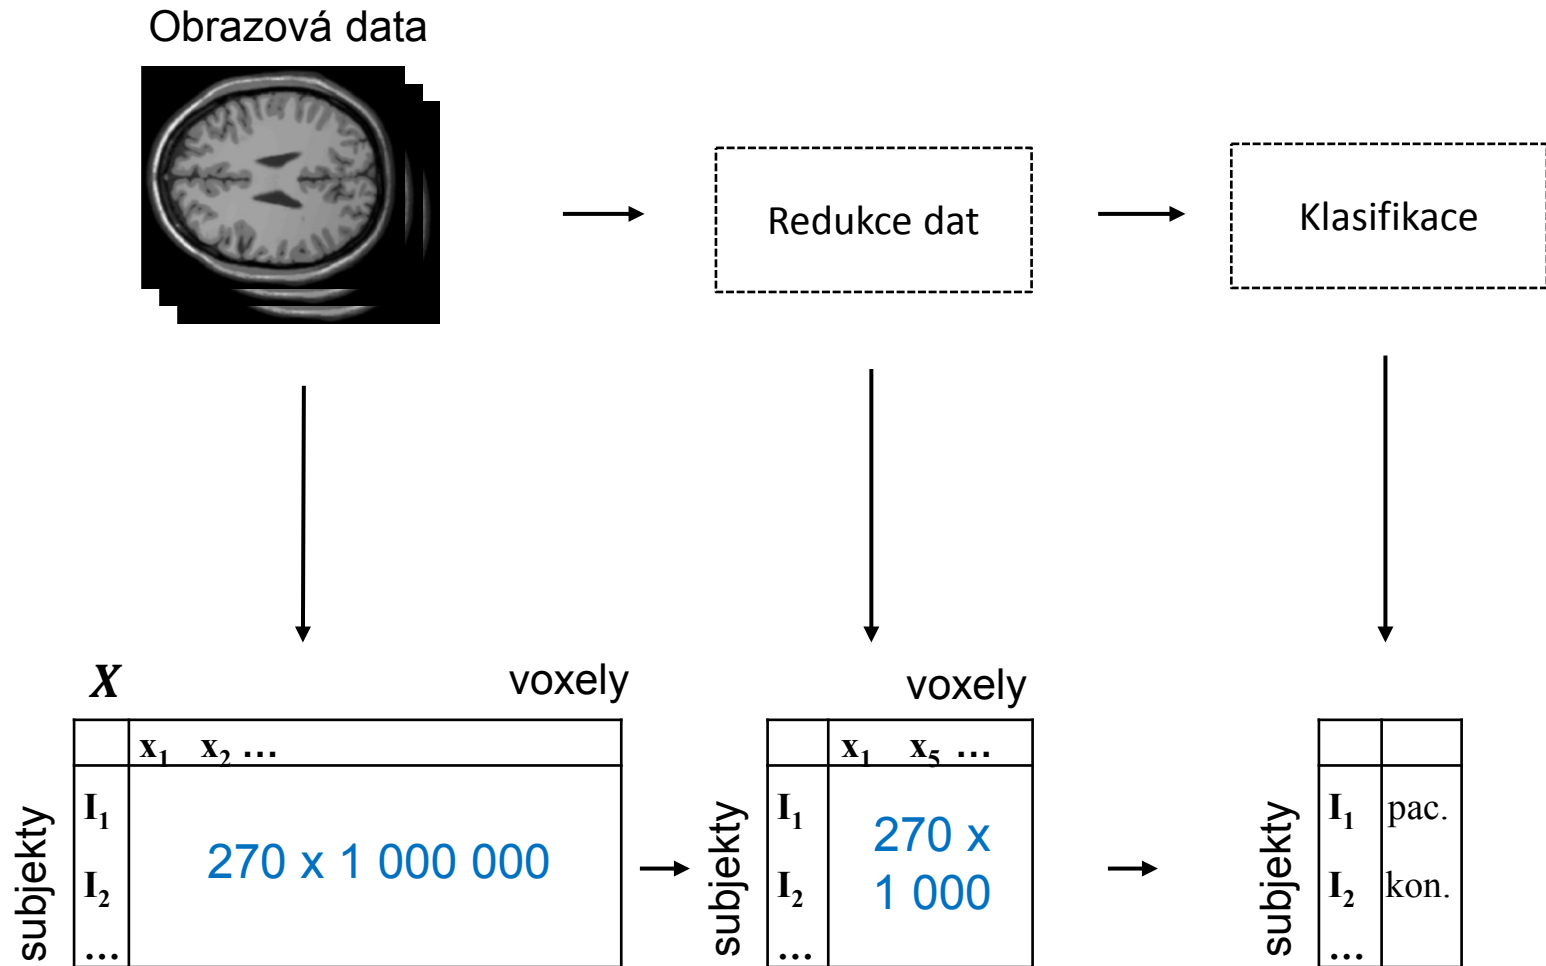 Obrazová data
Redukce dat
Klasifikace
X
voxely
x1 x2 ...
subjekty
I1
I2
...
270 x 1 000 000
voxely
x1 x5 ...
subjekty
I1
I2
...
270 x
1 000
subjekty
I1 pac.
I2 kon.
...